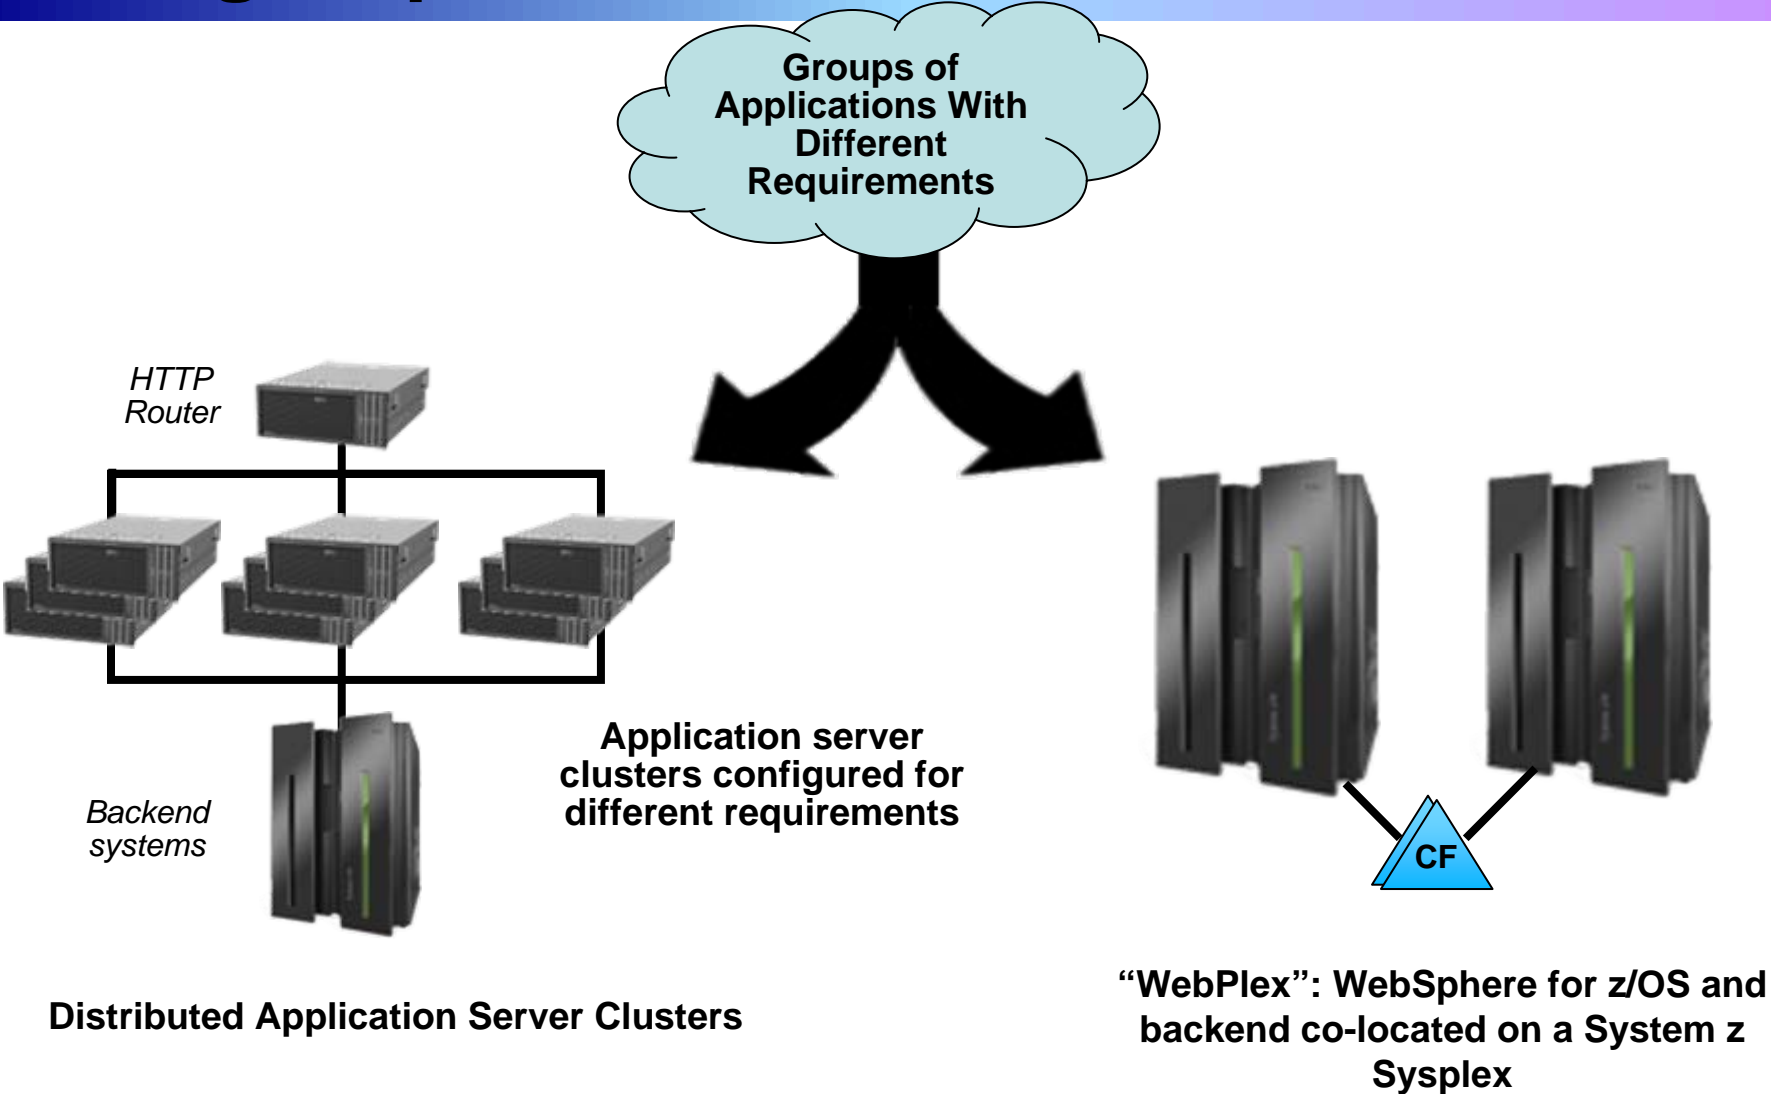 Groups of
Applications With
Different
Requirements
HTTP
Router
Application server
clusters configured for
different requirements
Backend
systems
CF
Distributed Application Server Clusters
“WebPlex”: WebSphere for z/OS and
backend co-located on a System z
Sysplex